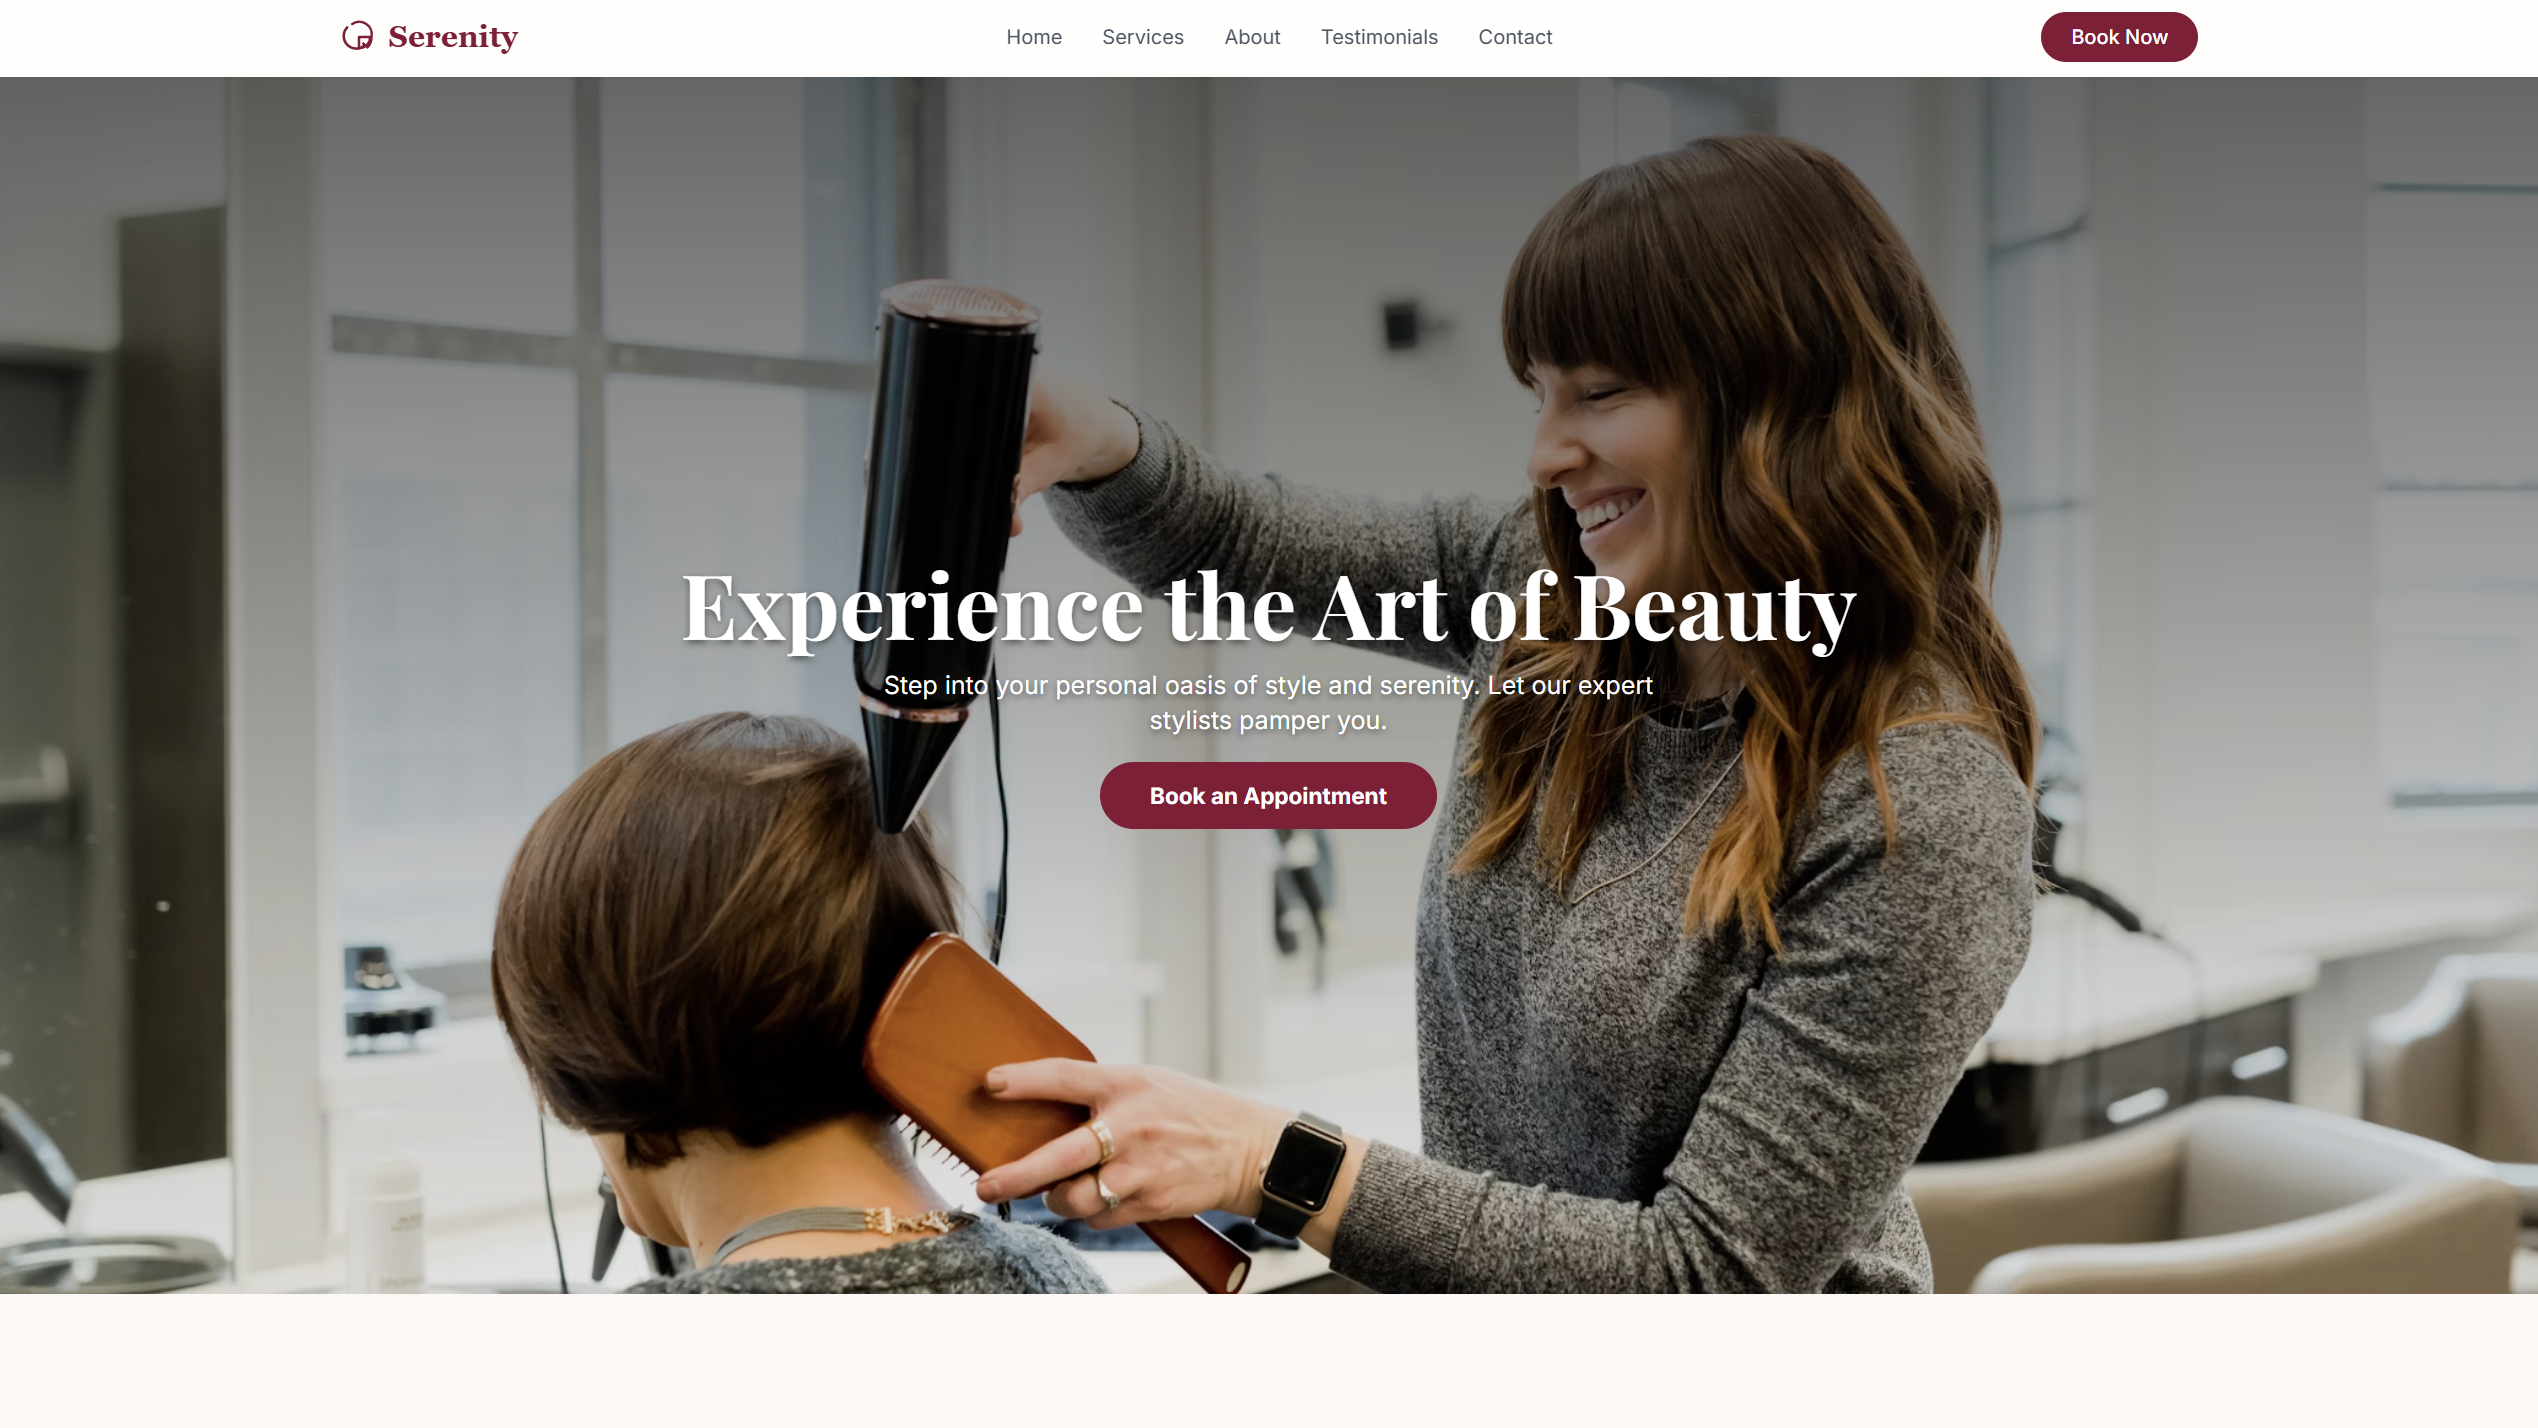 Serenity
Home
Services
About
Testimonials
Contact
Book Now
Experience the Art of Beauty
Step into your personal oasis of style and serenity. Let our expert
stylists pamper you.
Book an Appointment